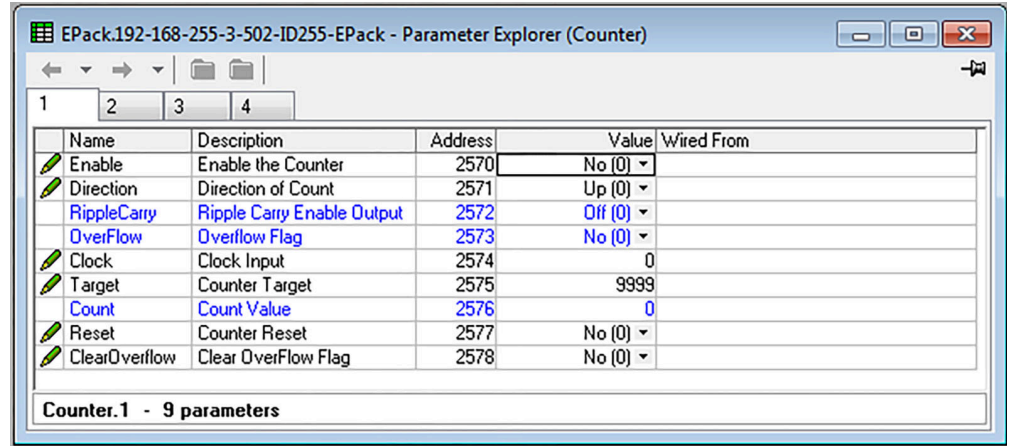 EPack.192-168-255-3-502-ID255-EPack - Parameter Explorer (Counter)
1 2 3 4
Name Description Address Value Wired From
Enable Enable the Counter 2570 No (0)
Direction Direction of Count 2571 Up (0)
RippleCarry Ripple Carry Enable Output 2572 Off (0)
OverFlow Overflow Flag 2573 No (0)
Clock Clock Input 2574 0
Target Counter Target 2575 9999
Count Count Value 2576 0
Reset Counter Reset 2577 No (0)
ClearOverflow Clear OverFlow Flag 2578 No (0)
Counter.1 - 9 parameters